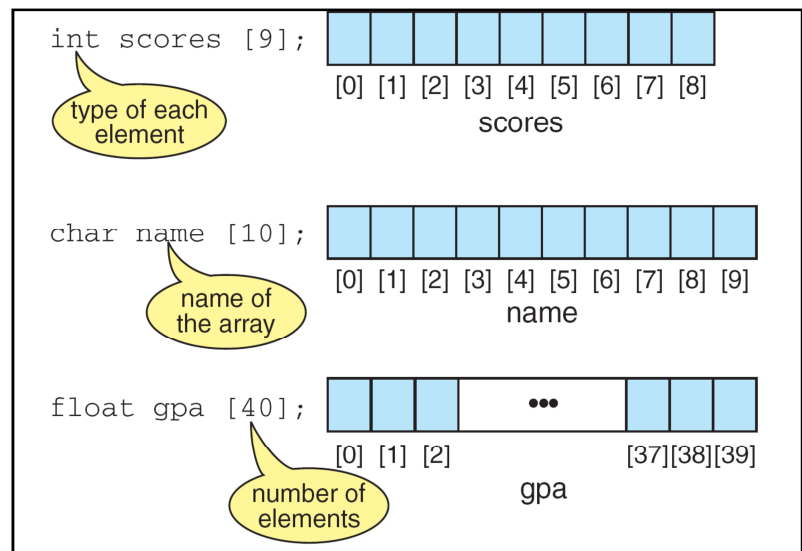 int scores [9];
[0] [1] [2] [3] [4] [5] [6] [7] [8]
scores
type of each
element
char name [10];
[0] [1] [2] [3] [4] [5] [6] [7] [8] [9]
name
name of
the array
float gpa [40];
•••
[0] [1] [2] [37][38][39]
gpa
number of
elements